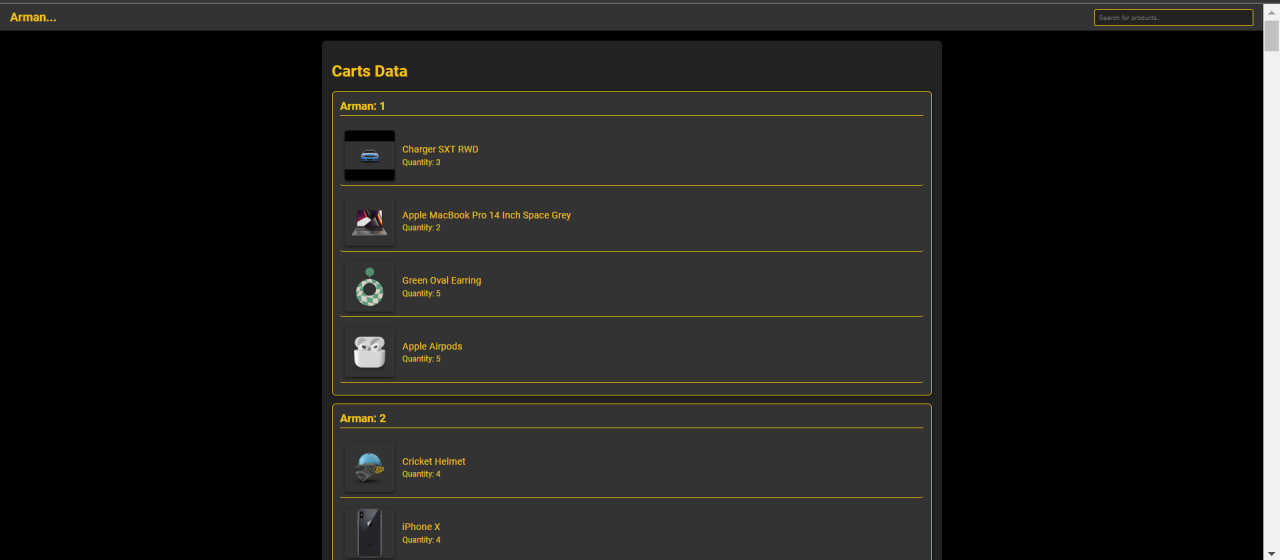 Arman...
Search for products...
Carts Data
Arman: 1
Charger SXT RWD
Quantity: 3
Apple MacBook Pro 14 Inch Space Grey
Quantity: 2
Green Oval Earring
Quantity: 5
Apple Airpods
Quantity: 5
Arman: 2
Cricket Helmet
Quantity: 4
iPhone X
Quantity: 4